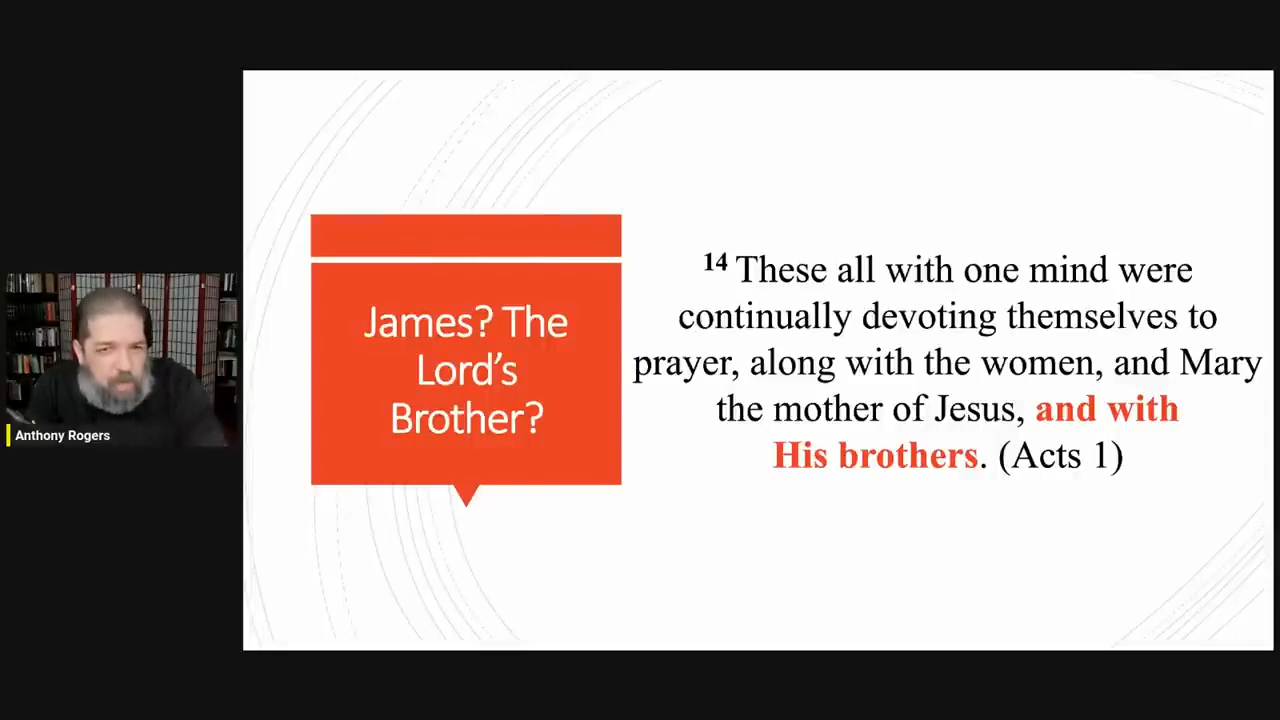 James? The
Lord's
Brother?
14 These all with one mind were
continually devoting themselves to
prayer, along with the women, and Mary
the mother of Jesus, and with
His brothers. (Acts 1)
Anthony Rogers